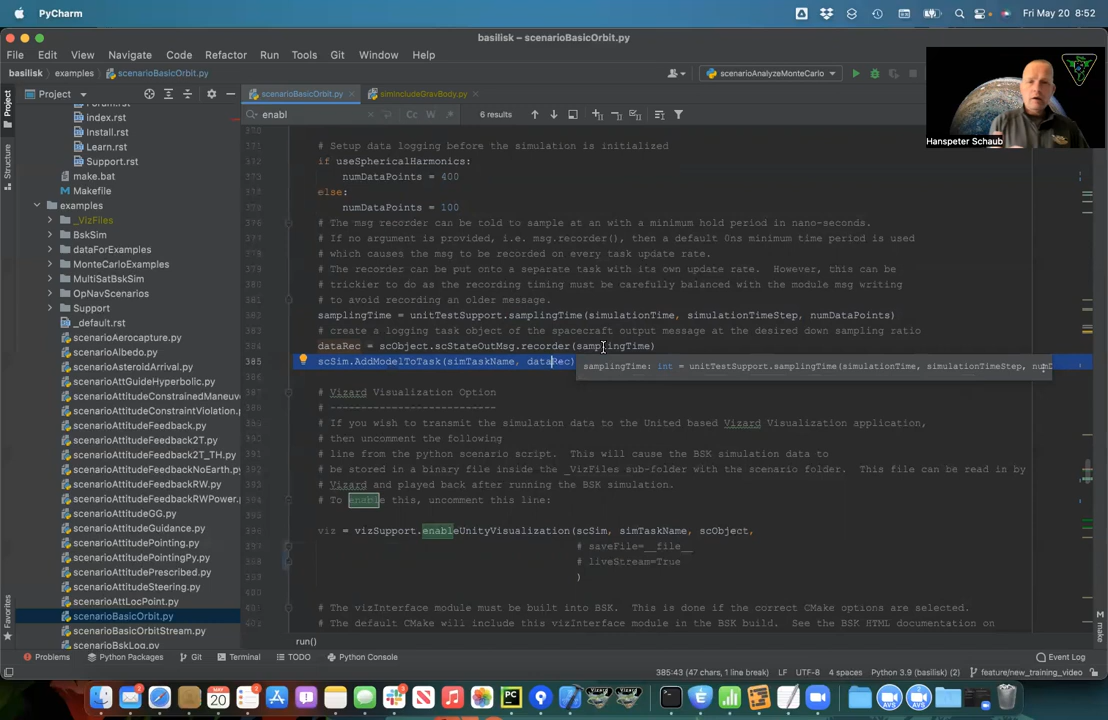 PyCharm
Fri May 20 8:52
basilisk – scenarioBasicOrbit.py
File Edit View Navigate Code Refactor Run Tools Git Window Help
basilisk examples scenarioBasicOrbit.py
scenarioAnalyzeMonteCarlo
Project
scenarioBasicOrbit.py
simIncludeGravBody.py
enabl
Cc W
6 results
Hanspeter Schaub
Project
Structure
Favorites
make
index.rst
Install.rst
Learn.rst
Support.rst
make.bat
Makefile
examples
_VizFiles
BskSim
dataForExamples
MonteCarloExamples
MultiSatBskSim
OpNavScenarios
Support
_default.rst
scenarioAerocapture.py
scenarioAlbedo.py
scenarioAsteroidArrival.py
scenarioAttGuideHyperbolic.py
scenarioAttitudeConstrainedManeuv
scenarioAttitudeConstraintViolation.
scenarioAttitudeFeedback.py
scenarioAttitudeFeedback2T.py
scenarioAttitudeFeedback2T_TH.py
scenarioAttitudeFeedbackNoEarth.p
scenarioAttitudeFeedbackRW.py
scenarioAttitudeFeedbackRWPower.
scenarioAttitudeGG.py
scenarioAttitudeGuidance.py
scenarioAttitudePointing.py
scenarioAttitudePointingPy.py
scenarioAttitudePrescribed.py
scenarioAttitudeSteering.py
scenarioAttLocPoint.py
scenarioBasicOrbit.py
scenarioBasicOrbitStream.py
scenarioBskLog.py
# Setup data logging before the simulation is initialized
if useSphericalHarmonics:
numDataPoints = 400
else:
numDataPoints = 100
# The msg recorder can be told to sample at an with a minimum hold period in nano-seconds.
# If no argument is provided, i.e. msg.recorder(), then a default 0ns minimum time period is used
# which causes the msg to be recorded on every task update rate.
# The recorder can be put onto a separate task with its own update rate.  However, this can be
# trickier to do as the recording timing must be carefully balanced with the module msg writing
# to avoid recording an older message.
samplingTime = unitTestSupport.samplingTime(simulationTime, simulationTimeStep, numDataPoints)
# create a logging task object of the spacecraft output message at the desired down sampling ratio
dataRec = scObject.scStateOutMsg.recorder(samplingTime)
385 scSim.AddModelToTask(simTaskName, dataRec)
samplingTime: int = unitTestSupport.samplingTime(simulationTime, simulationTimeStep,
# Vizard Visualization Option
# ---------------------------
# If you wish to transmit the simulation data to the United based Vizard Visualization application,
# then uncomment the following
# line from the python scenario script.  This will cause the BSK simulation data to
# be stored in a binary file inside the _VizFiles sub-folder with the scenario folder.  This file can be read in by
# Vizard and played back after running the BSK simulation.
# To enable this, uncomment this line:
viz = vizSupport.enableUnityVisualization(scSim, simTaskName, scObject,
# saveFile=__file__
# liveStream=True
)
# The vizInterface module must be built into BSK.  This is done if the correct CMake options are selected.
# The default CMake will include this vizInterface module in the BSK build.  See the BSK HTML documentation on
run()
Problems Python Packages Git Terminal TODO Python Console Event Log
385:43 (47 chars, 1 line break) LF UTF-8 4 spaces Python 3.9 (basilisk) (2) feature/new_training_video